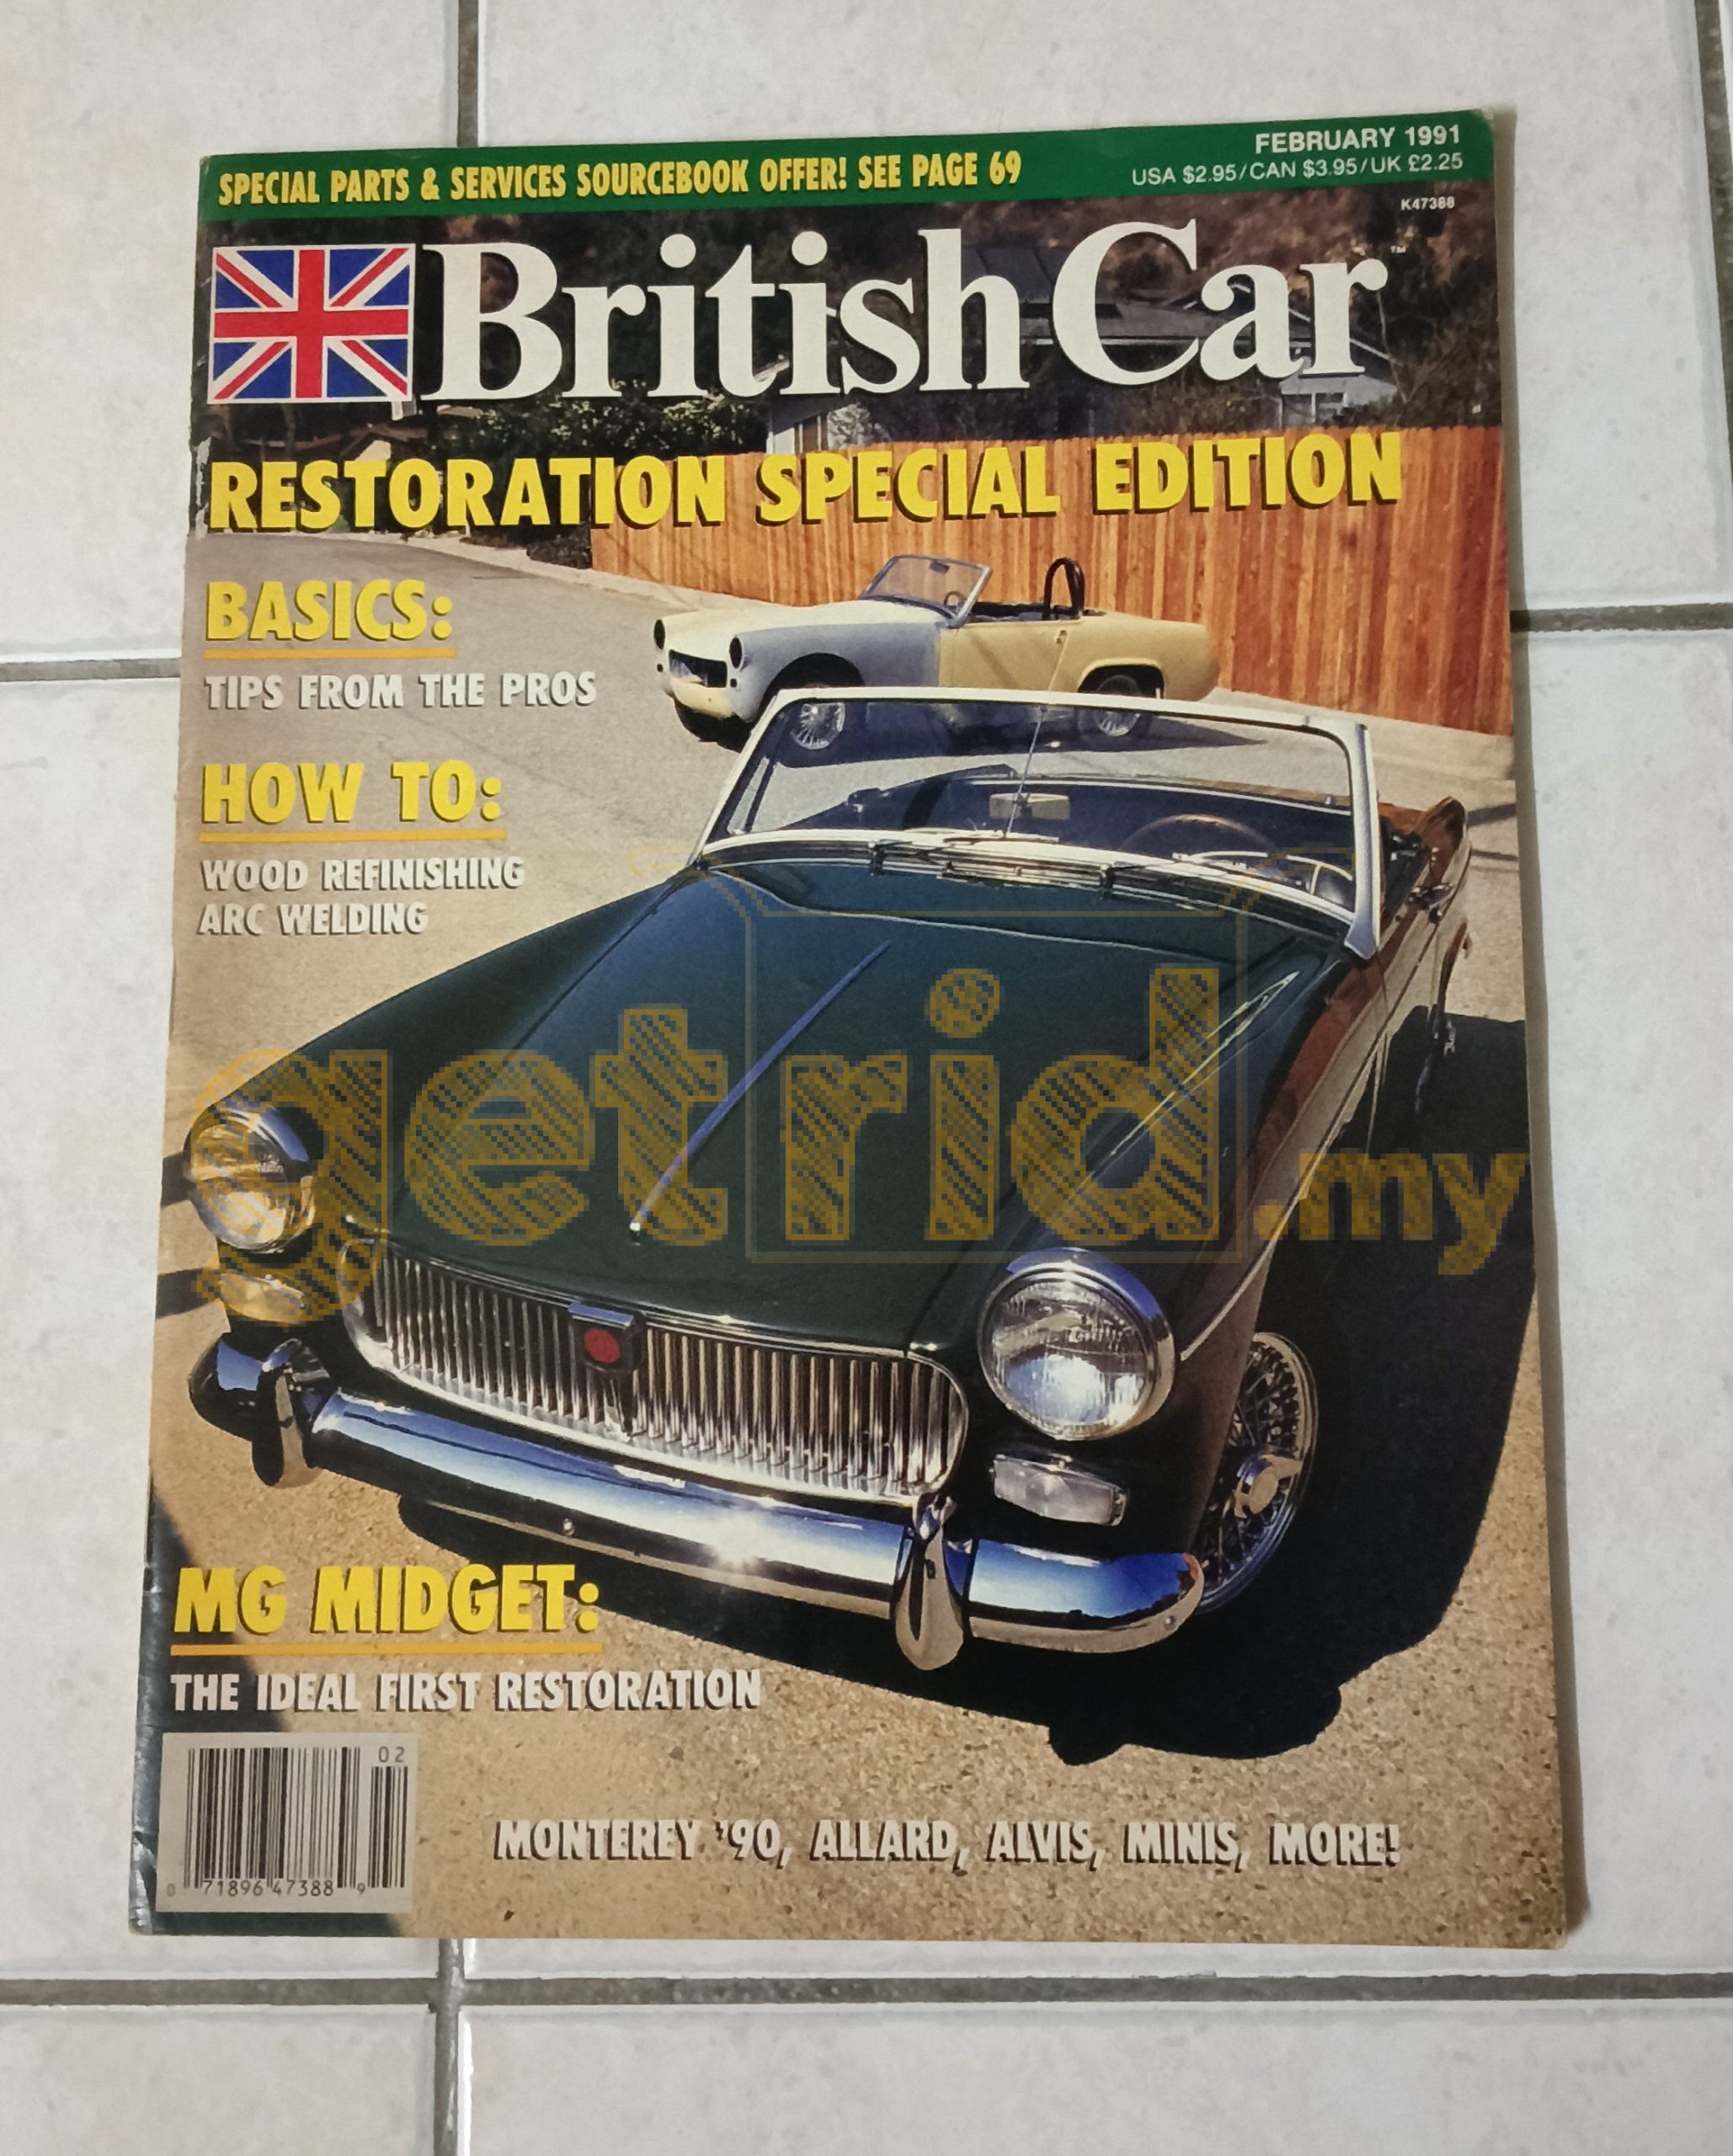 SPECIAL PARTS & SERVICES SOURCEBOOK OFFER! SEE PAGE 69
FEBRUARY 1991
USA $2.95/CAN $3.95/UK £2.25
K47388
British Car™
RESTORATION SPECIAL EDITION
BASICS:
TIPS FROM THE PROS
HOW TO:
WOOD REFINISHING
ARC WELDING
getrid.my
MG MIDGET:
THE IDEAL FIRST RESTORATION
02
0 71896 47388 9
MONTEREY '90, ALLARD, ALVIS, MINIS, MORE!